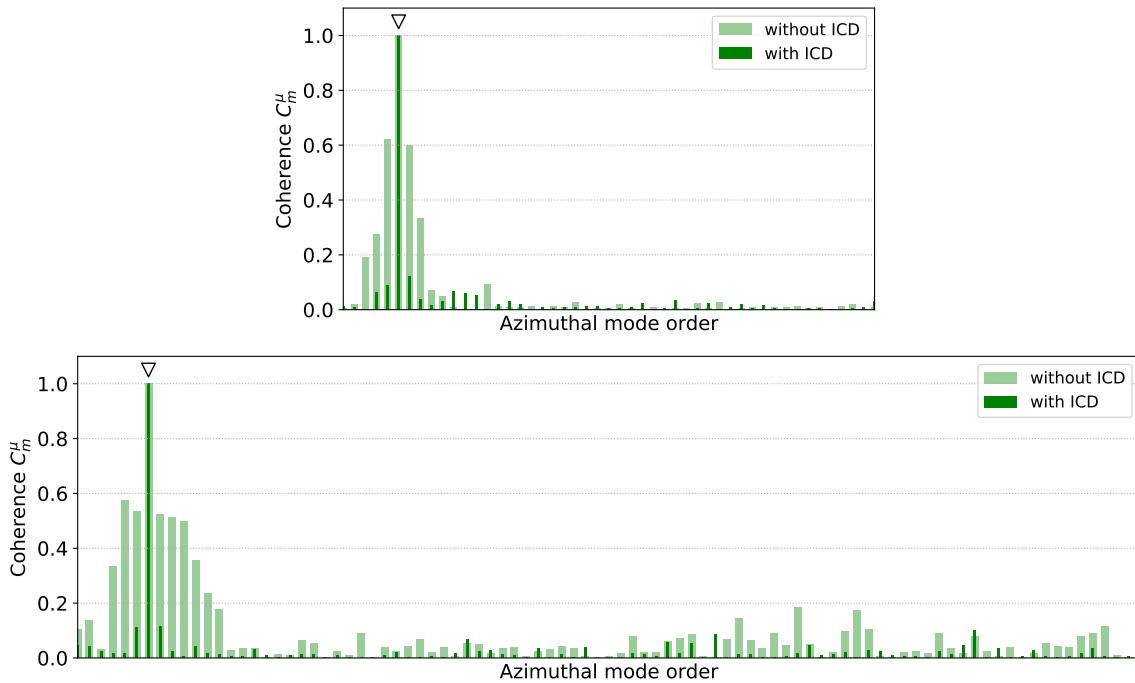 without ICD
with ICD
1.0
0.8
0.6
0.4
0.2
0.0
Coherence $C_m^\mu$
Azimuthal mode order
without ICD
with ICD
1.0
0.8
0.6
0.4
0.2
0.0
Coherence $C_m^\mu$
Azimuthal mode order